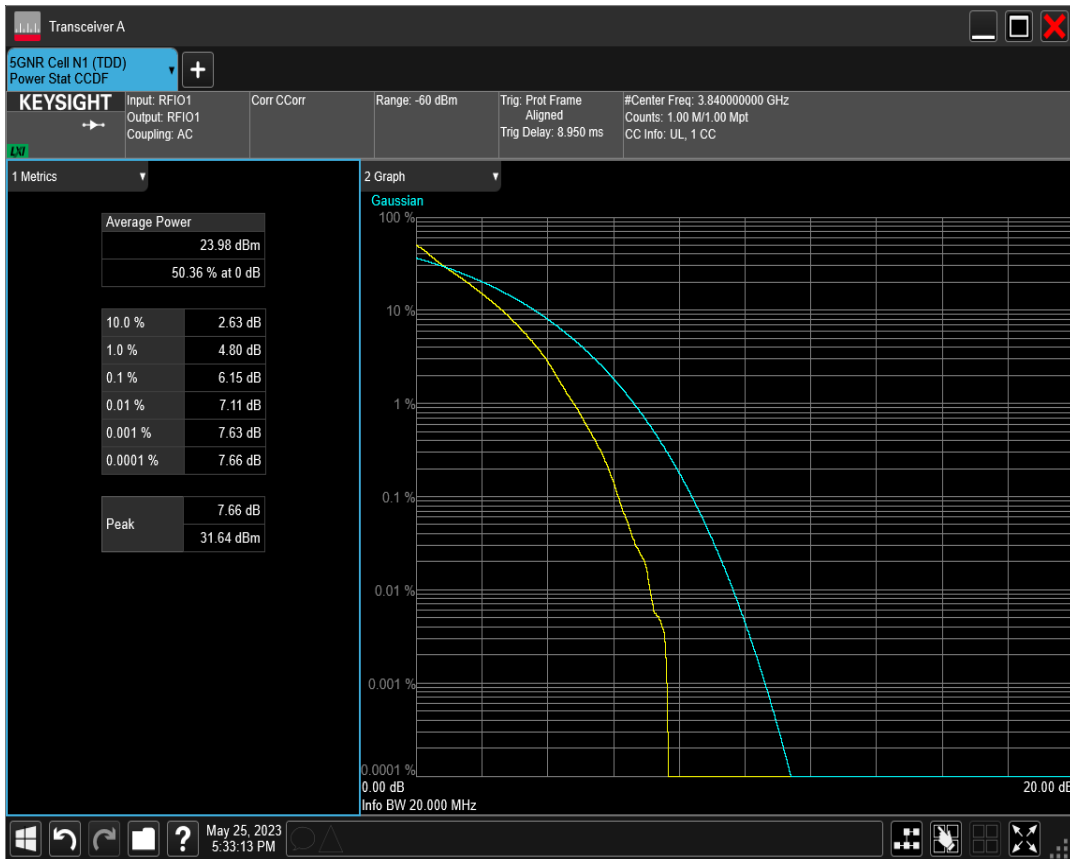 Transceiver A
5GNR Cell N1 (TDD)
Power Stat CCDF
+
KEYSIGHT
LXI
Input: RFIO1
Output: RFIO1
Coupling: AC
Corr CCorr
Range: -60 dBm
Trig: Prot Frame
Aligned
Trig Delay: 8.950 ms
#Center Freq: 3.840000000 GHz
Counts: 1.00 M/1.00 Mpt
CC Info: UL, 1 CC
1 Metrics
Average Power
23.98 dBm
50.36 % at 0 dB
10.0 % 2.63 dB
1.0 % 4.80 dB
0.1 % 6.15 dB
0.01 % 7.11 dB
0.001 % 7.63 dB
0.0001 % 7.66 dB
Peak
7.66 dB
31.64 dBm
2 Graph
Gaussian
100 %
10 %
1 %
0.1 %
0.01 %
0.001 %
0.0001 %
0.00 dB
20.00 dB
Info BW 20.000 MHz
?
May 25, 2023
5:33:13 PM